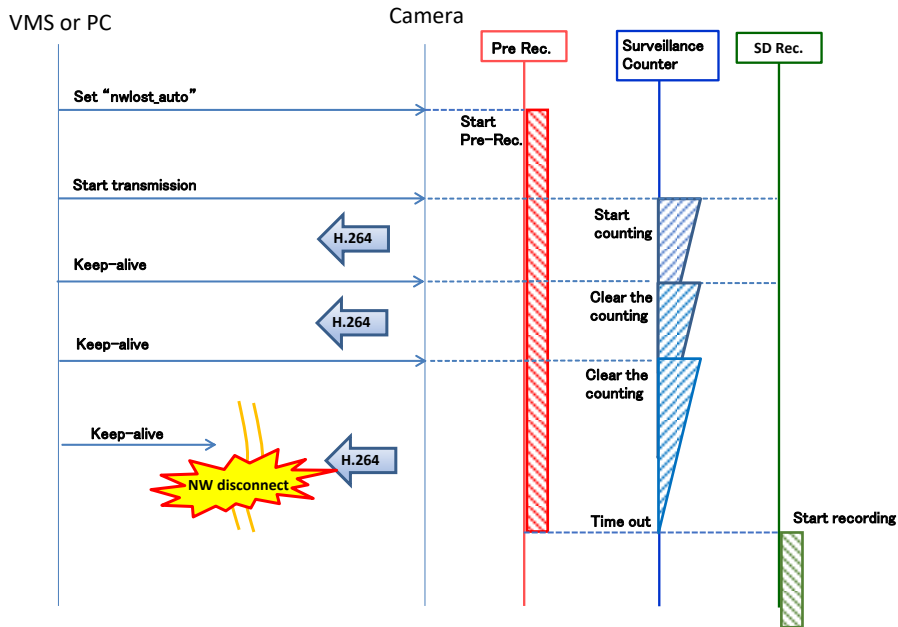 VMS or PC
Camera
Pre Rec.
Surveillance
Counter
SD Rec.
Set “nwlost_auto”
Start
Pre-Rec.
Start transmission
Start
counting
H.264
Keep-alive
Clear the
counting
H.264
Keep-alive
Clear the
counting
Keep-alive
H.264
NW disconnect
Time out
Start recording